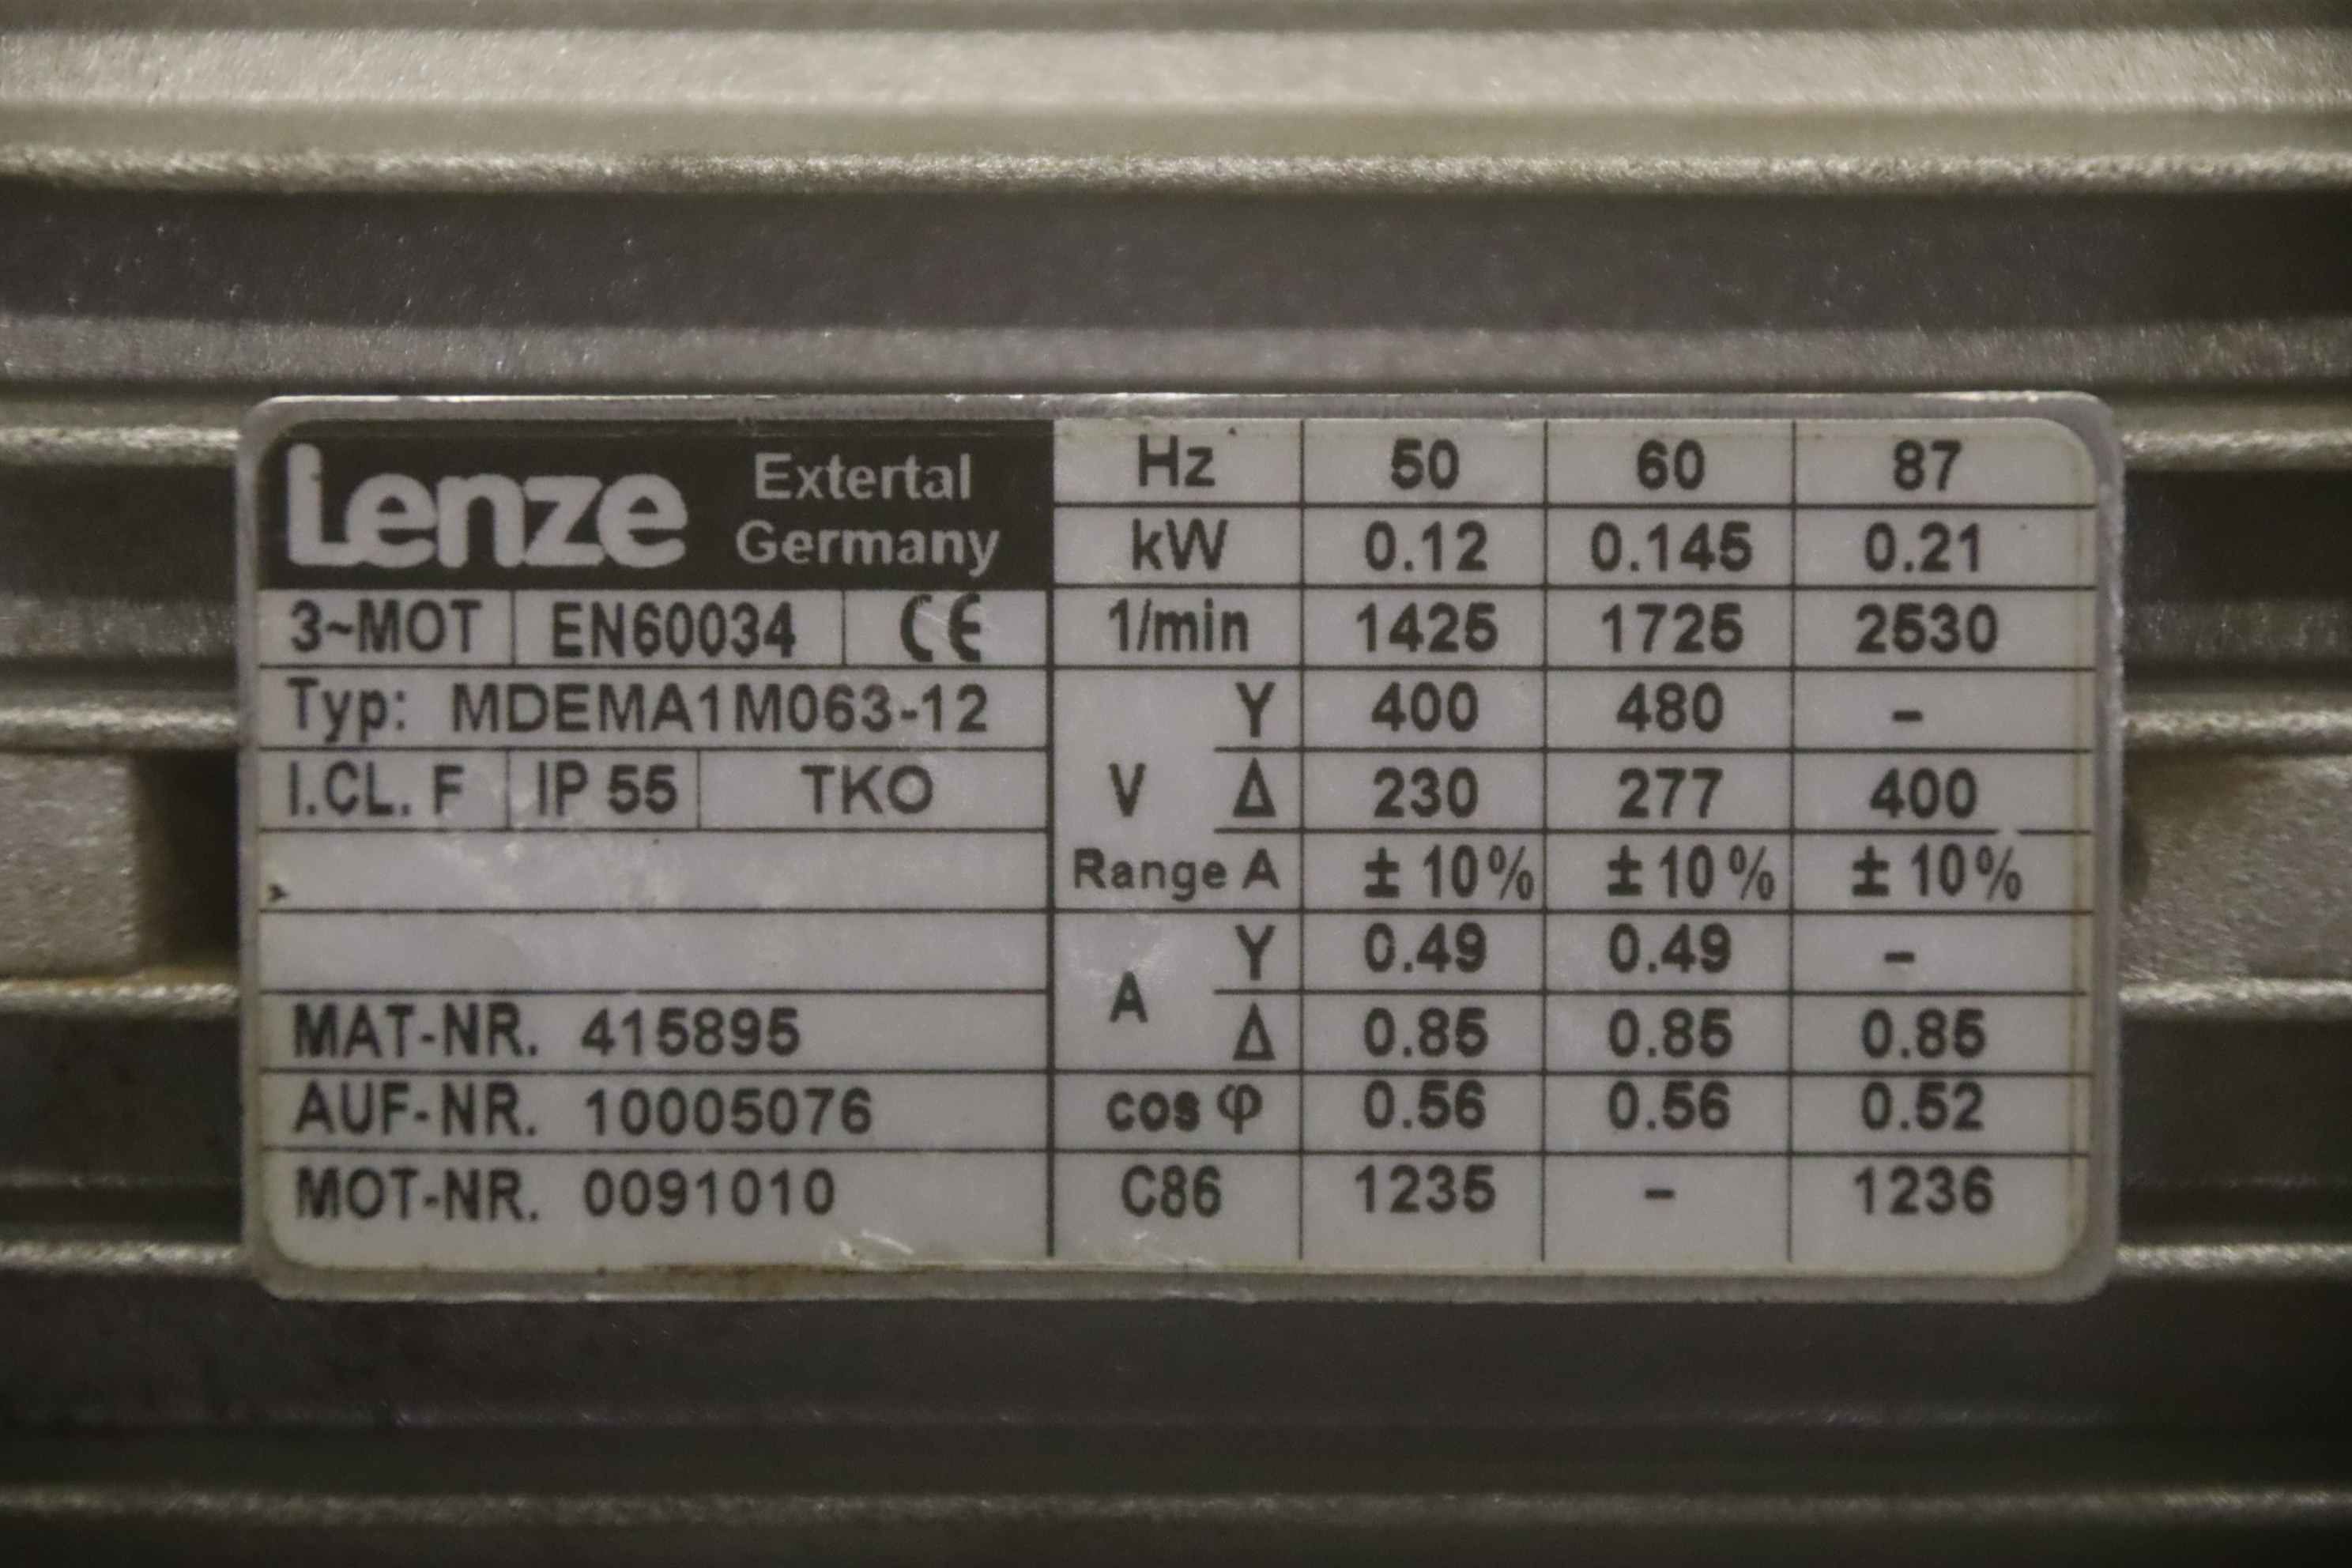 Lenze Extertal
Germany
3~MOT EN60034 CE
Typ: MDEMA1M063-12
I.CL. F IP 55 TKO
MAT-NR. 415895
AUF-NR. 10005076
MOT-NR. 0091010
Hz 50 60 87
kW 0.12 0.145 0.21
1/min 1425 1725 2530
V Y 400 480 -
Δ 230 277 400
Range A ± 10% ± 10% ± 10%
A Y 0.49 0.49 -
Δ 0.85 0.85 0.85
cos φ 0.56 0.56 0.52
C86 1235 - 1236